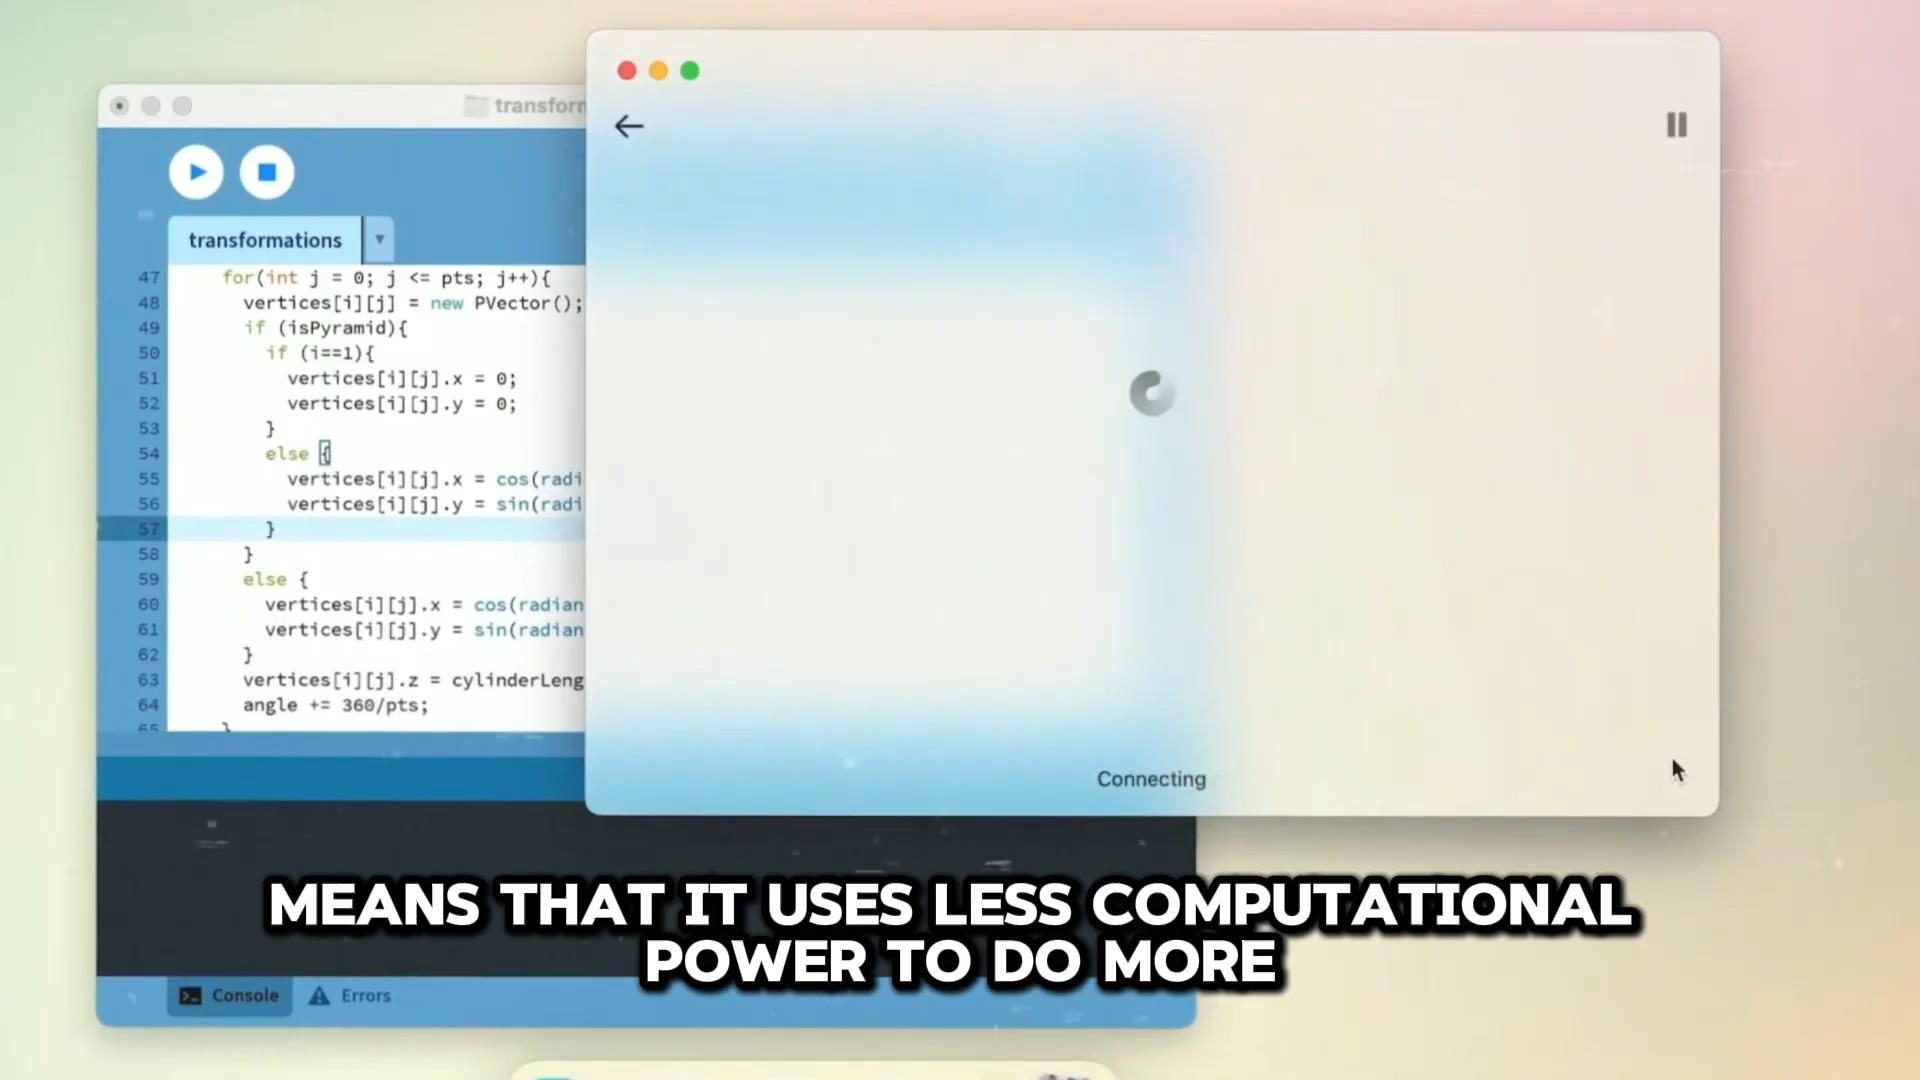 transform
transformations
47 for(int j = 0; j <= pts; j++){
48 vertices[i][j] = new PVector();
49 if (isPyramid){
50 if (i==1){
51 vertices[i][j].x = 0;
52 vertices[i][j].y = 0;
53 }
54 else {
55 vertices[i][j].x = cos(radi
56 vertices[i][j].y = sin(radi
57 }
58 }
59 else {
60 vertices[i][j].x = cos(radian
61 vertices[i][j].y = sin(radian
62 }
63 vertices[i][j].z = cylinderLeng
64 angle += 360/pts;
65 }
Connecting
MEANS THAT IT USES LESS COMPUTATIONAL
POWER TO DO MORE
Console Errors